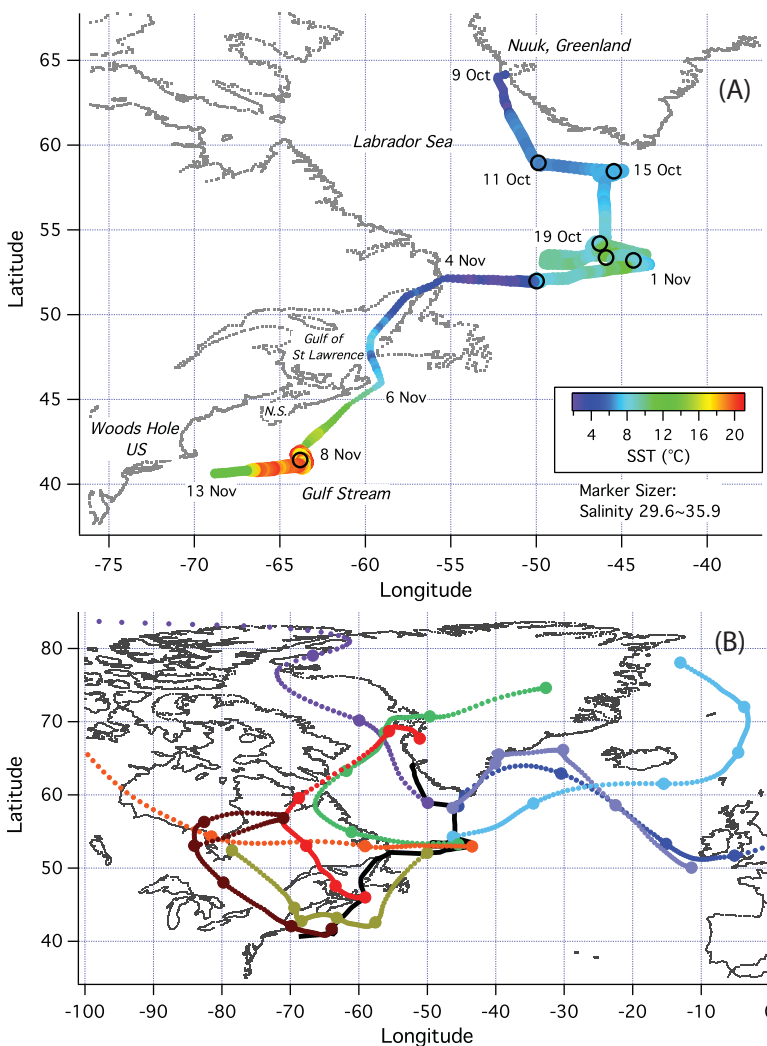 65
60
55
50
45
40
Latitude
Nuuk, Greenland
(A)
9 Oct
Labrador Sea
11 Oct
15 Oct
19 Oct
4 Nov
1 Nov
Gulf of
St Lawrence
6 Nov
N.S.
Woods Hole
US
8 Nov
13 Nov
Gulf Stream
4 8 12 16 20
SST (°C)
Marker Sizer:
Salinity 29.6~35.9
-75 -70 -65 -60 -55 -50 -45 -40
Longitude
80
70
60
50
40
Latitude
(B)
-100 -90 -80 -70 -60 -50 -40 -30 -20 -10
Longitude